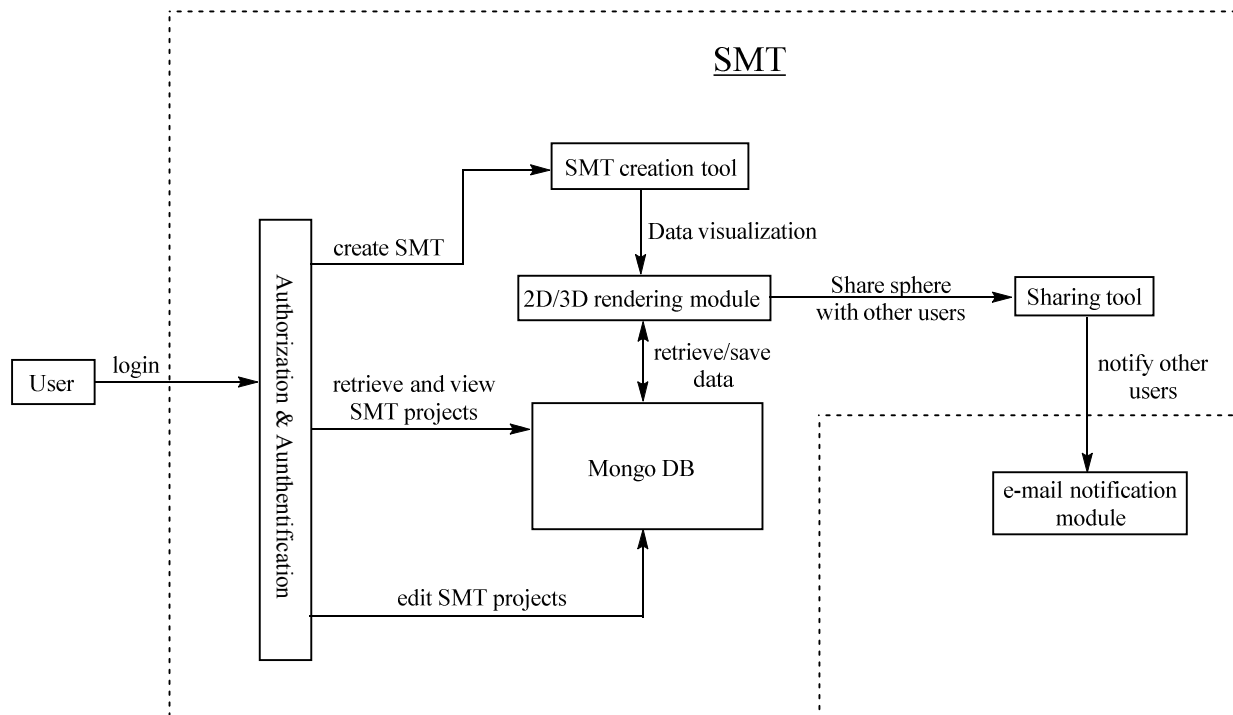 SMT
SMT creation tool
Data visualization
create SMT
2D/3D rendering module
Share sphere
with other users
Sharing tool
Authorization & Aunthentification
User
login
retrieve/save
data
notify other
users
retrieve and view
SMT projects
Mongo DB
e-mail notification
module
edit SMT projects